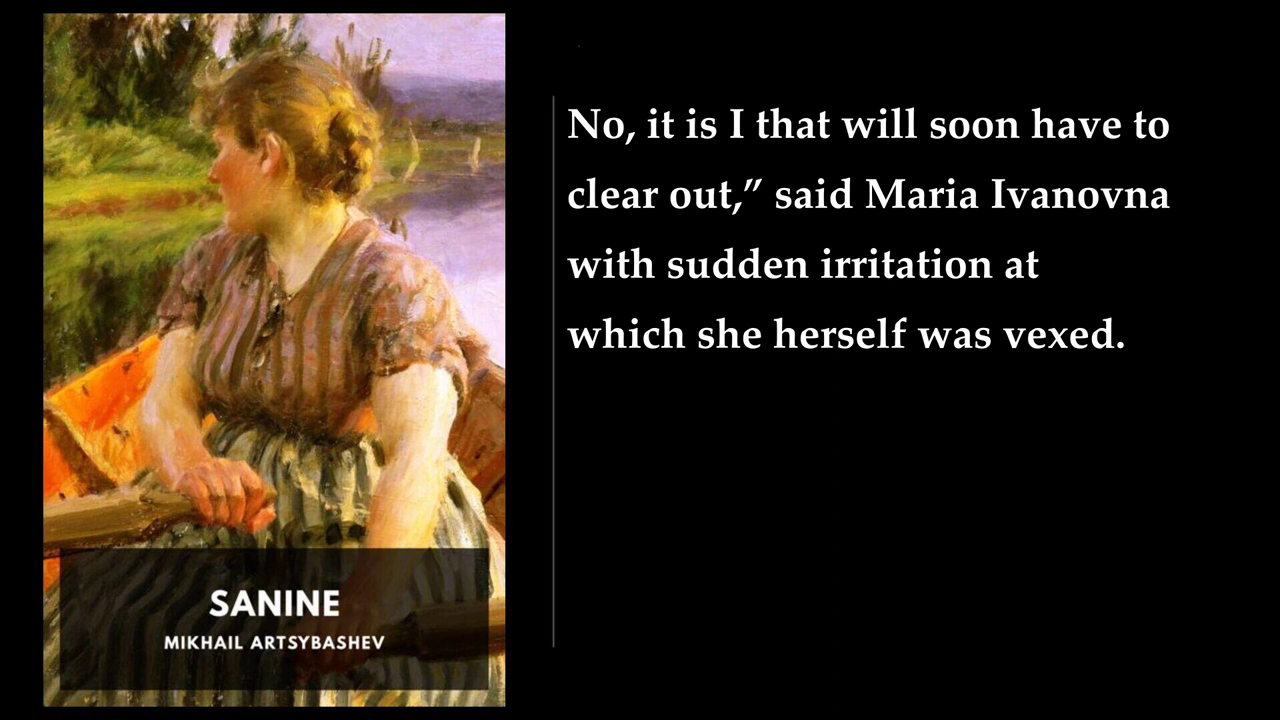 No, it is I that will soon have to
clear out,” said Maria Ivanovna
with sudden irritation at
which she herself was vexed.
SANINE
MIKHAIL ARTSYBASHEV